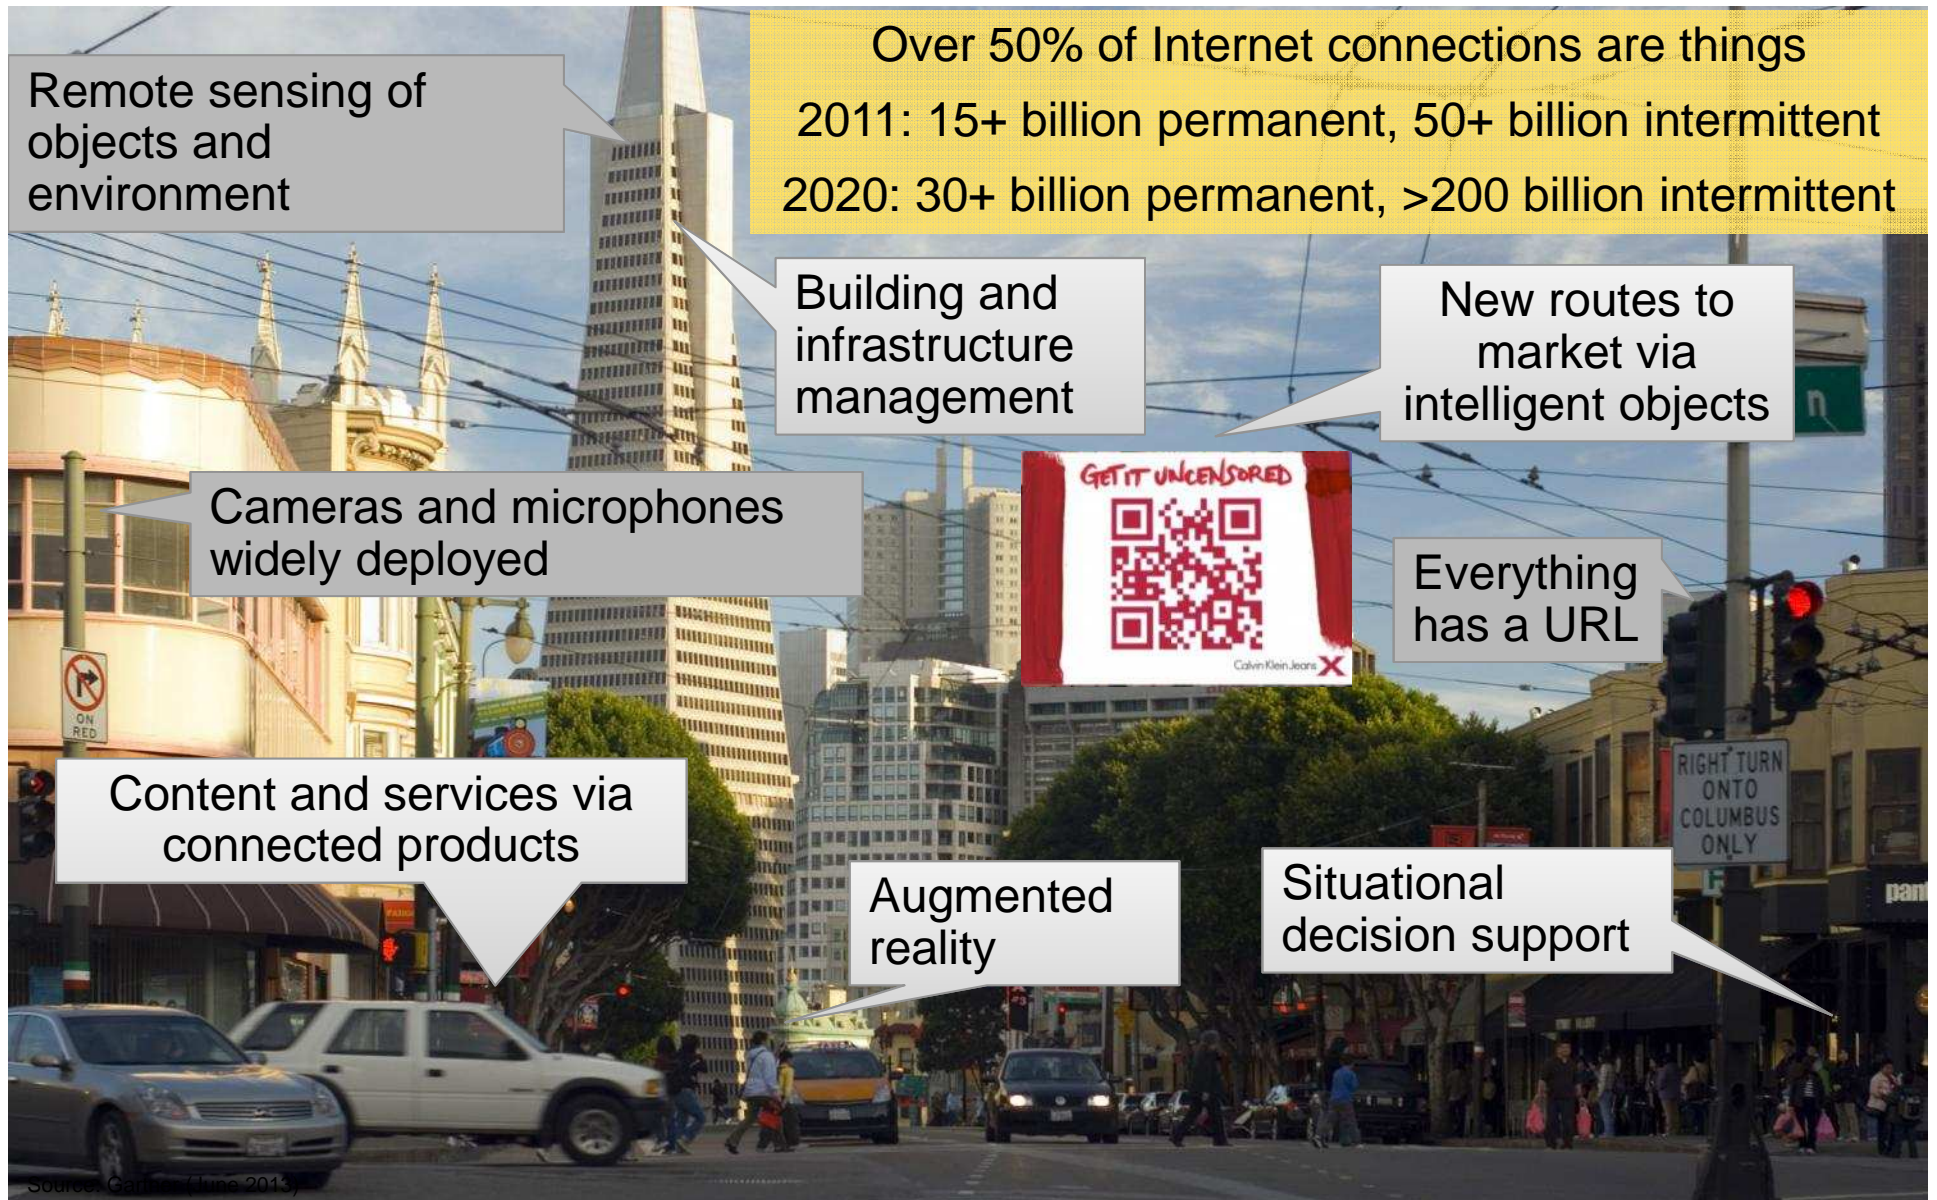 Over 50% of Internet connections are things
2011: 15+ billion permanent, 50+ billion intermittent
2020: 30+ billion permanent, >200 billion intermittent
Remote sensing of
objects and
environment
Building and
infrastructure
management
New routes to
market via
intelligent objects
Cameras and microphones
widely deployed
GET IT UNCENSORED
Calvin Klein Jeans X
Everything
has a URL
n
ON
RED
RIGHT TURN
ONTO
COLUMBUS
ONLY
Content and services via
connected products
Augmented
reality
Situational
decision support
Source: Gartner (June 2013)